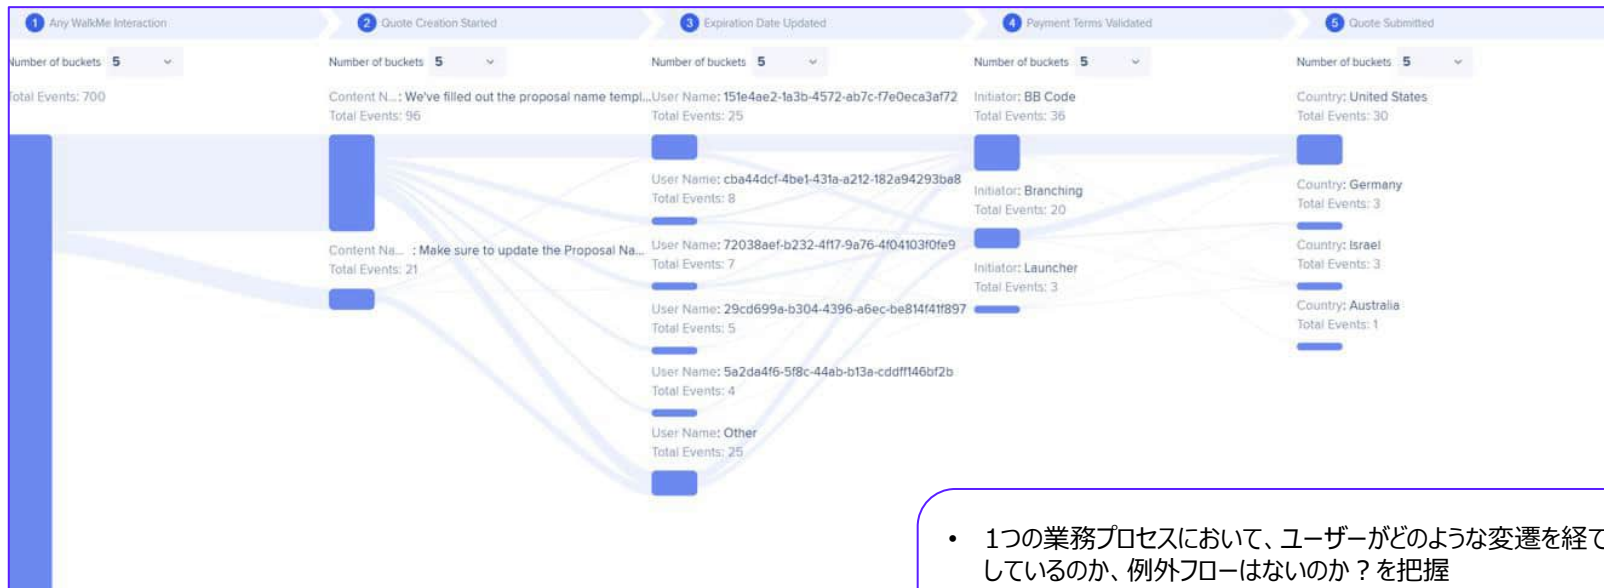 1 Any WalkMe Interaction
2 Quote Creation Started
3 Expiration Date Updated
4 Payment Terms Validated
5 Quote Submitted
Number of buckets 5
Number of buckets 5
Number of buckets 5
Number of buckets 5
Number of buckets 5
Total Events: 700
Content N...: We've filled out the proposal name templ...
Total Events: 96
Content Na... : Make sure to update the Proposal Na...
Total Events: 21
User Name: 151e4ae2-1a3b-4572-ab7c-f7e0eca3af72
Total Events: 25
User Name: cba44dcf-4be1-431a-a212-182a94293ba8
Total Events: 8
User Name: 72038aef-b232-4f17-9a76-4f04103f0fe9
Total Events: 7
User Name: 29cd699a-b304-4396-a6ec-be814f41f897
Total Events: 5
User Name: 5a2da4f6-5f8c-44ab-b13a-cddff146bf2b
Total Events: 4
User Name: Other
Total Events: 25
Initiator: BB Code
Total Events: 36
Initiator: Branching
Total Events: 20
Initiator: Launcher
Total Events: 3
Country: United States
Total Events: 30
Country: Germany
Total Events: 3
Country: Israel
Total Events: 3
Country: Australia
Total Events: 1
• 1つの業務プロセスにおいて、ユーザーがどのような変遷を経て
しているのか、例外フローはないのか？を把握